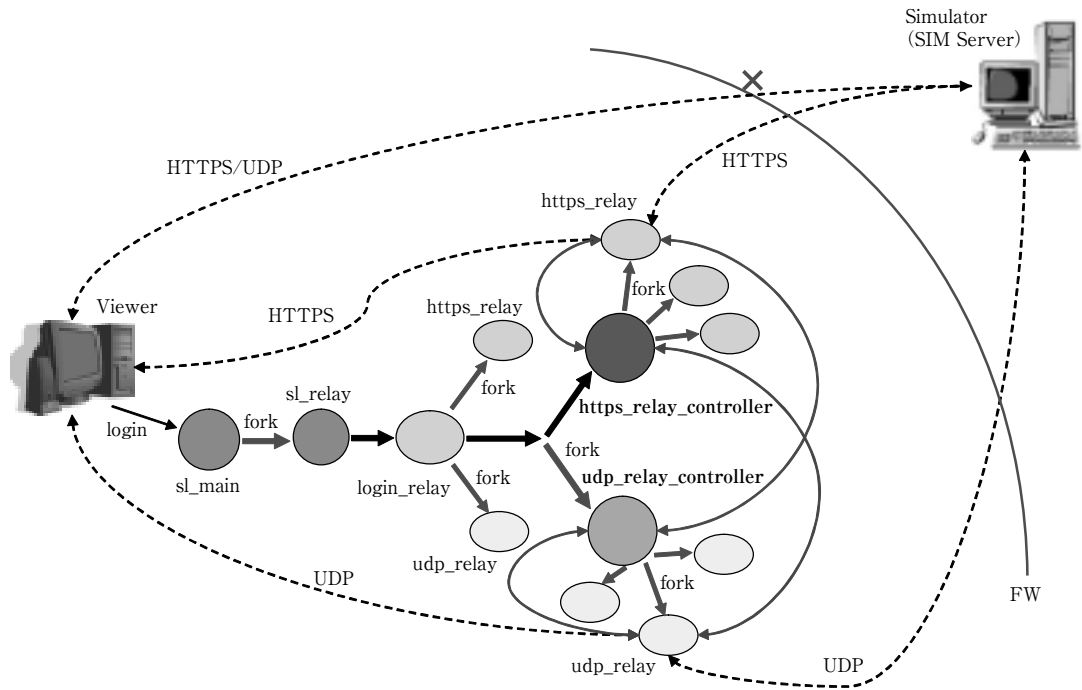 Simulator
(SIM Server)
HTTPS/UDP
HTTPS
https_relay
Viewer
HTTPS
https_relay
fork
fork
sl_relay
https_relay_controller
login
fork
fork
sl_main
login_relay
fork
udp_relay_controller
udp_relay
UDP
fork
FW
udp_relay
UDP